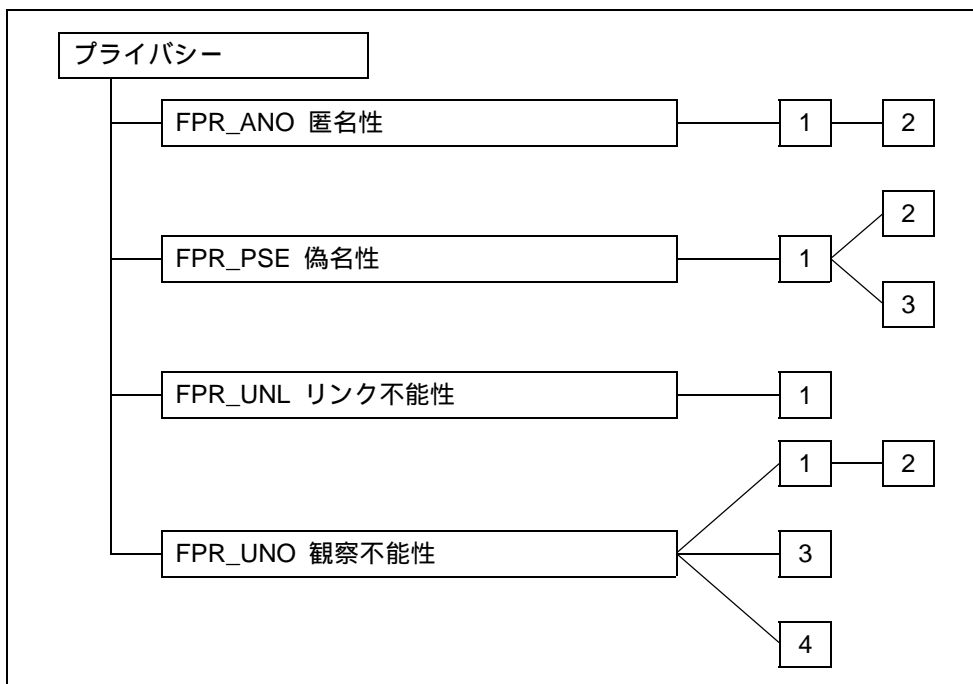 プライバシー
FPR_ANO 匿名性 1 2
2
FPR_PSE 偽名性 1
3
FPR_UNL リンク不能性 1
1 2
FPR_UNO 観察不能性 3
4